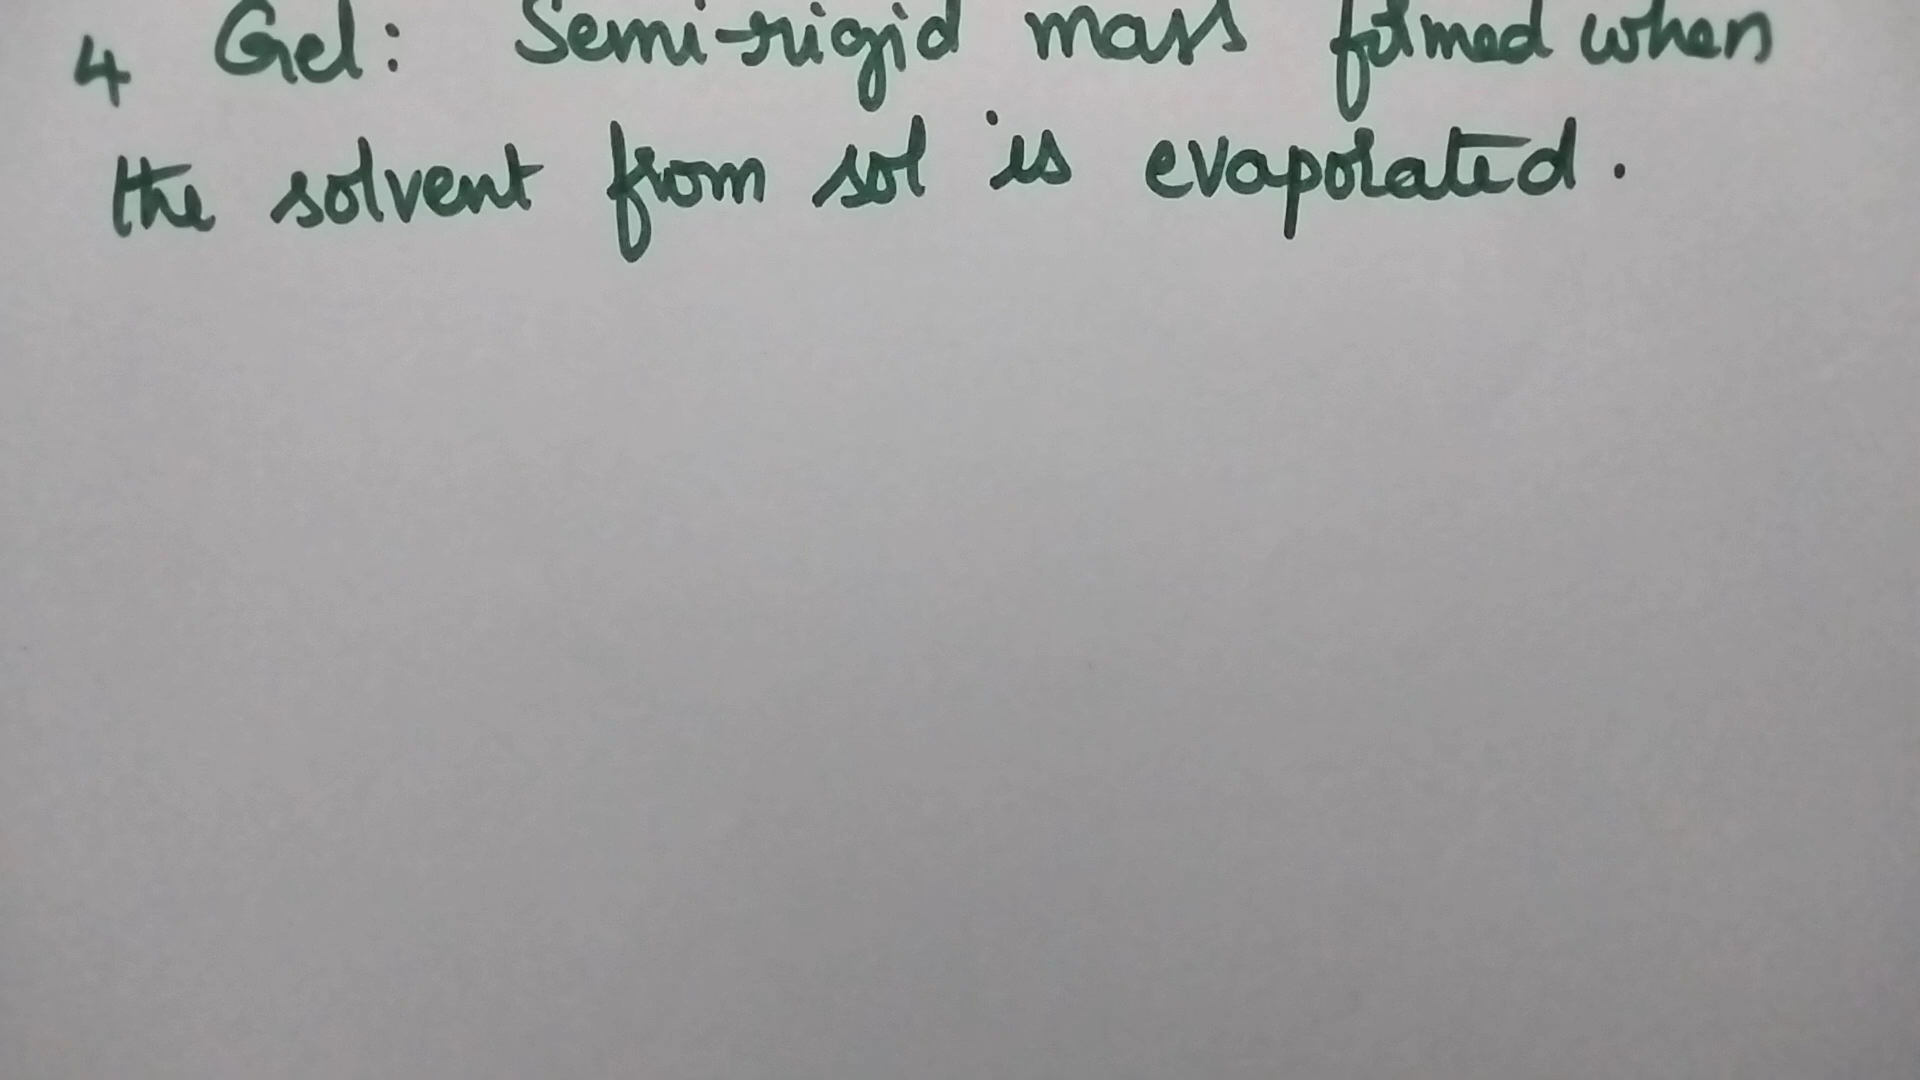 4 Gel: Semi-rigid mass formed when
the solvent from sol is evaporated.